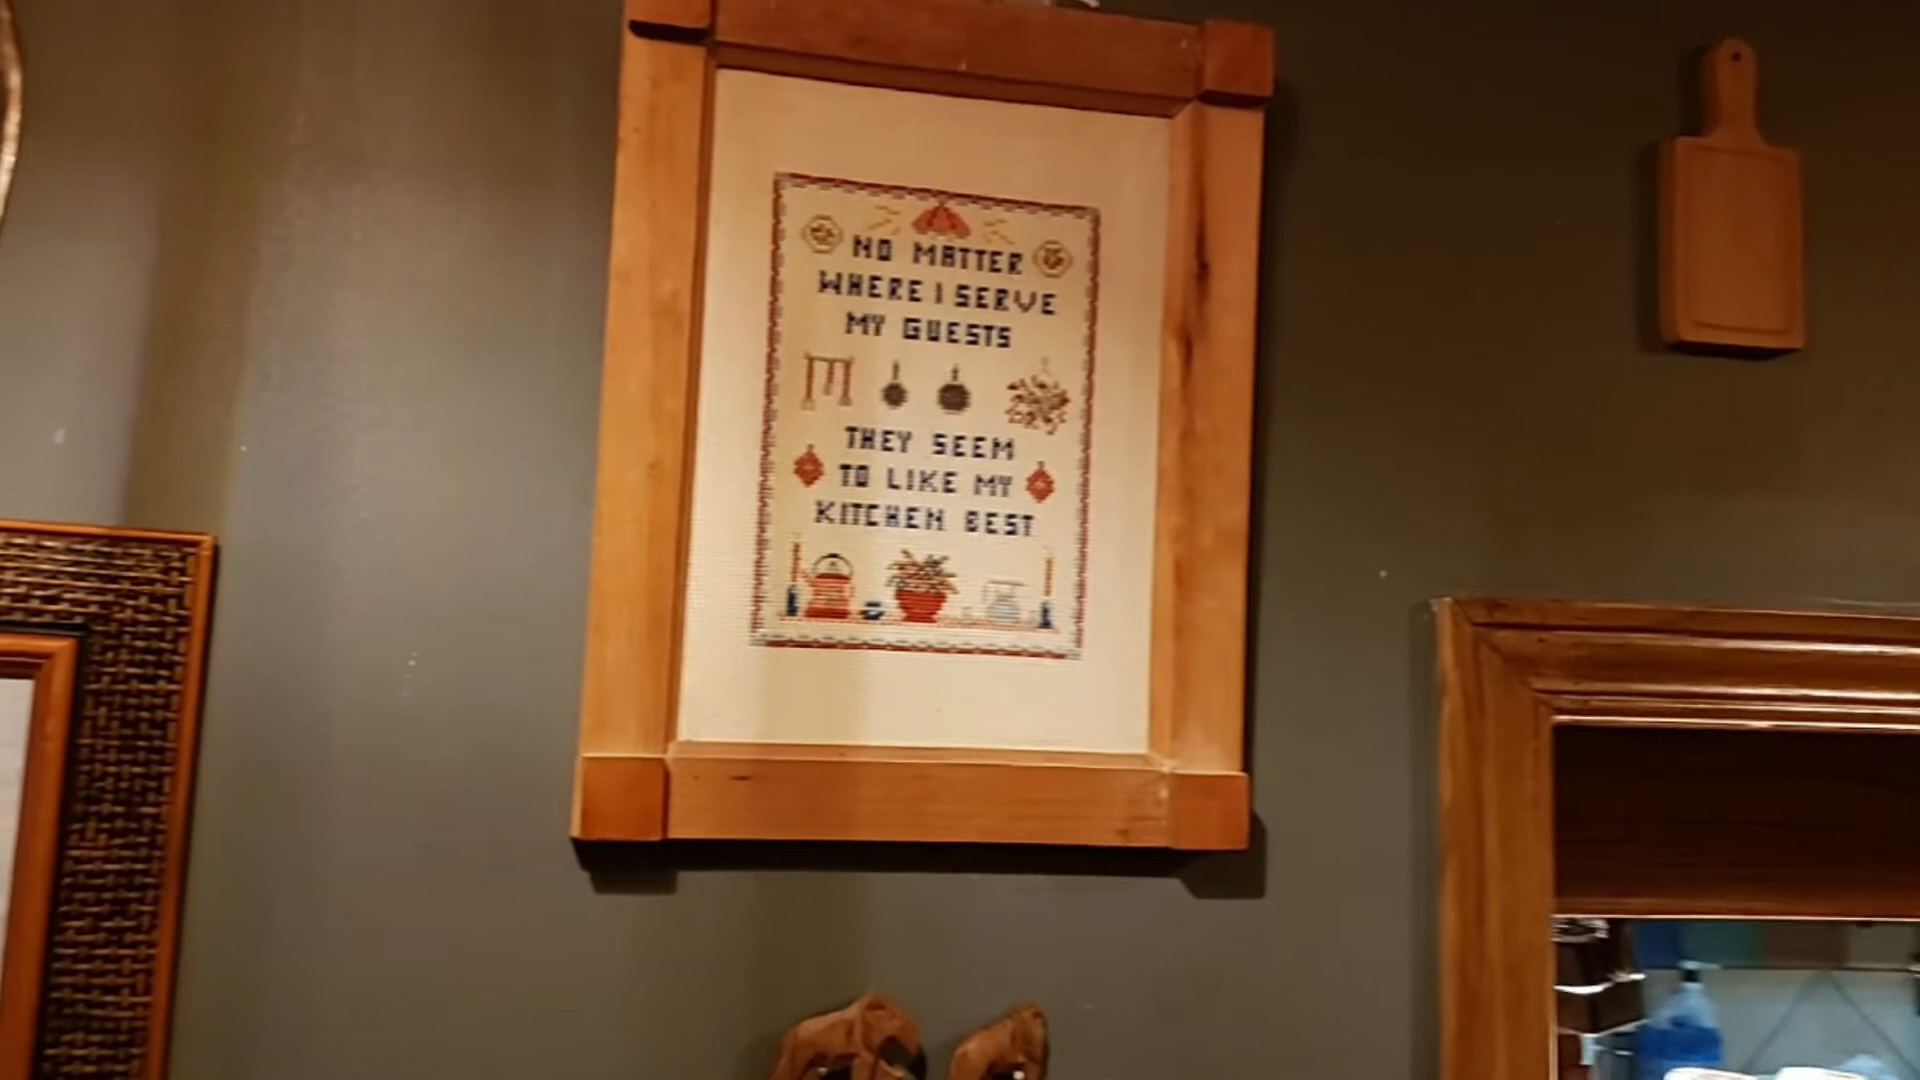 NO MATTER
WHERE I SERVE
MY GUESTS
THEY SEEM
TO LIKE MY
KITCHEN BEST